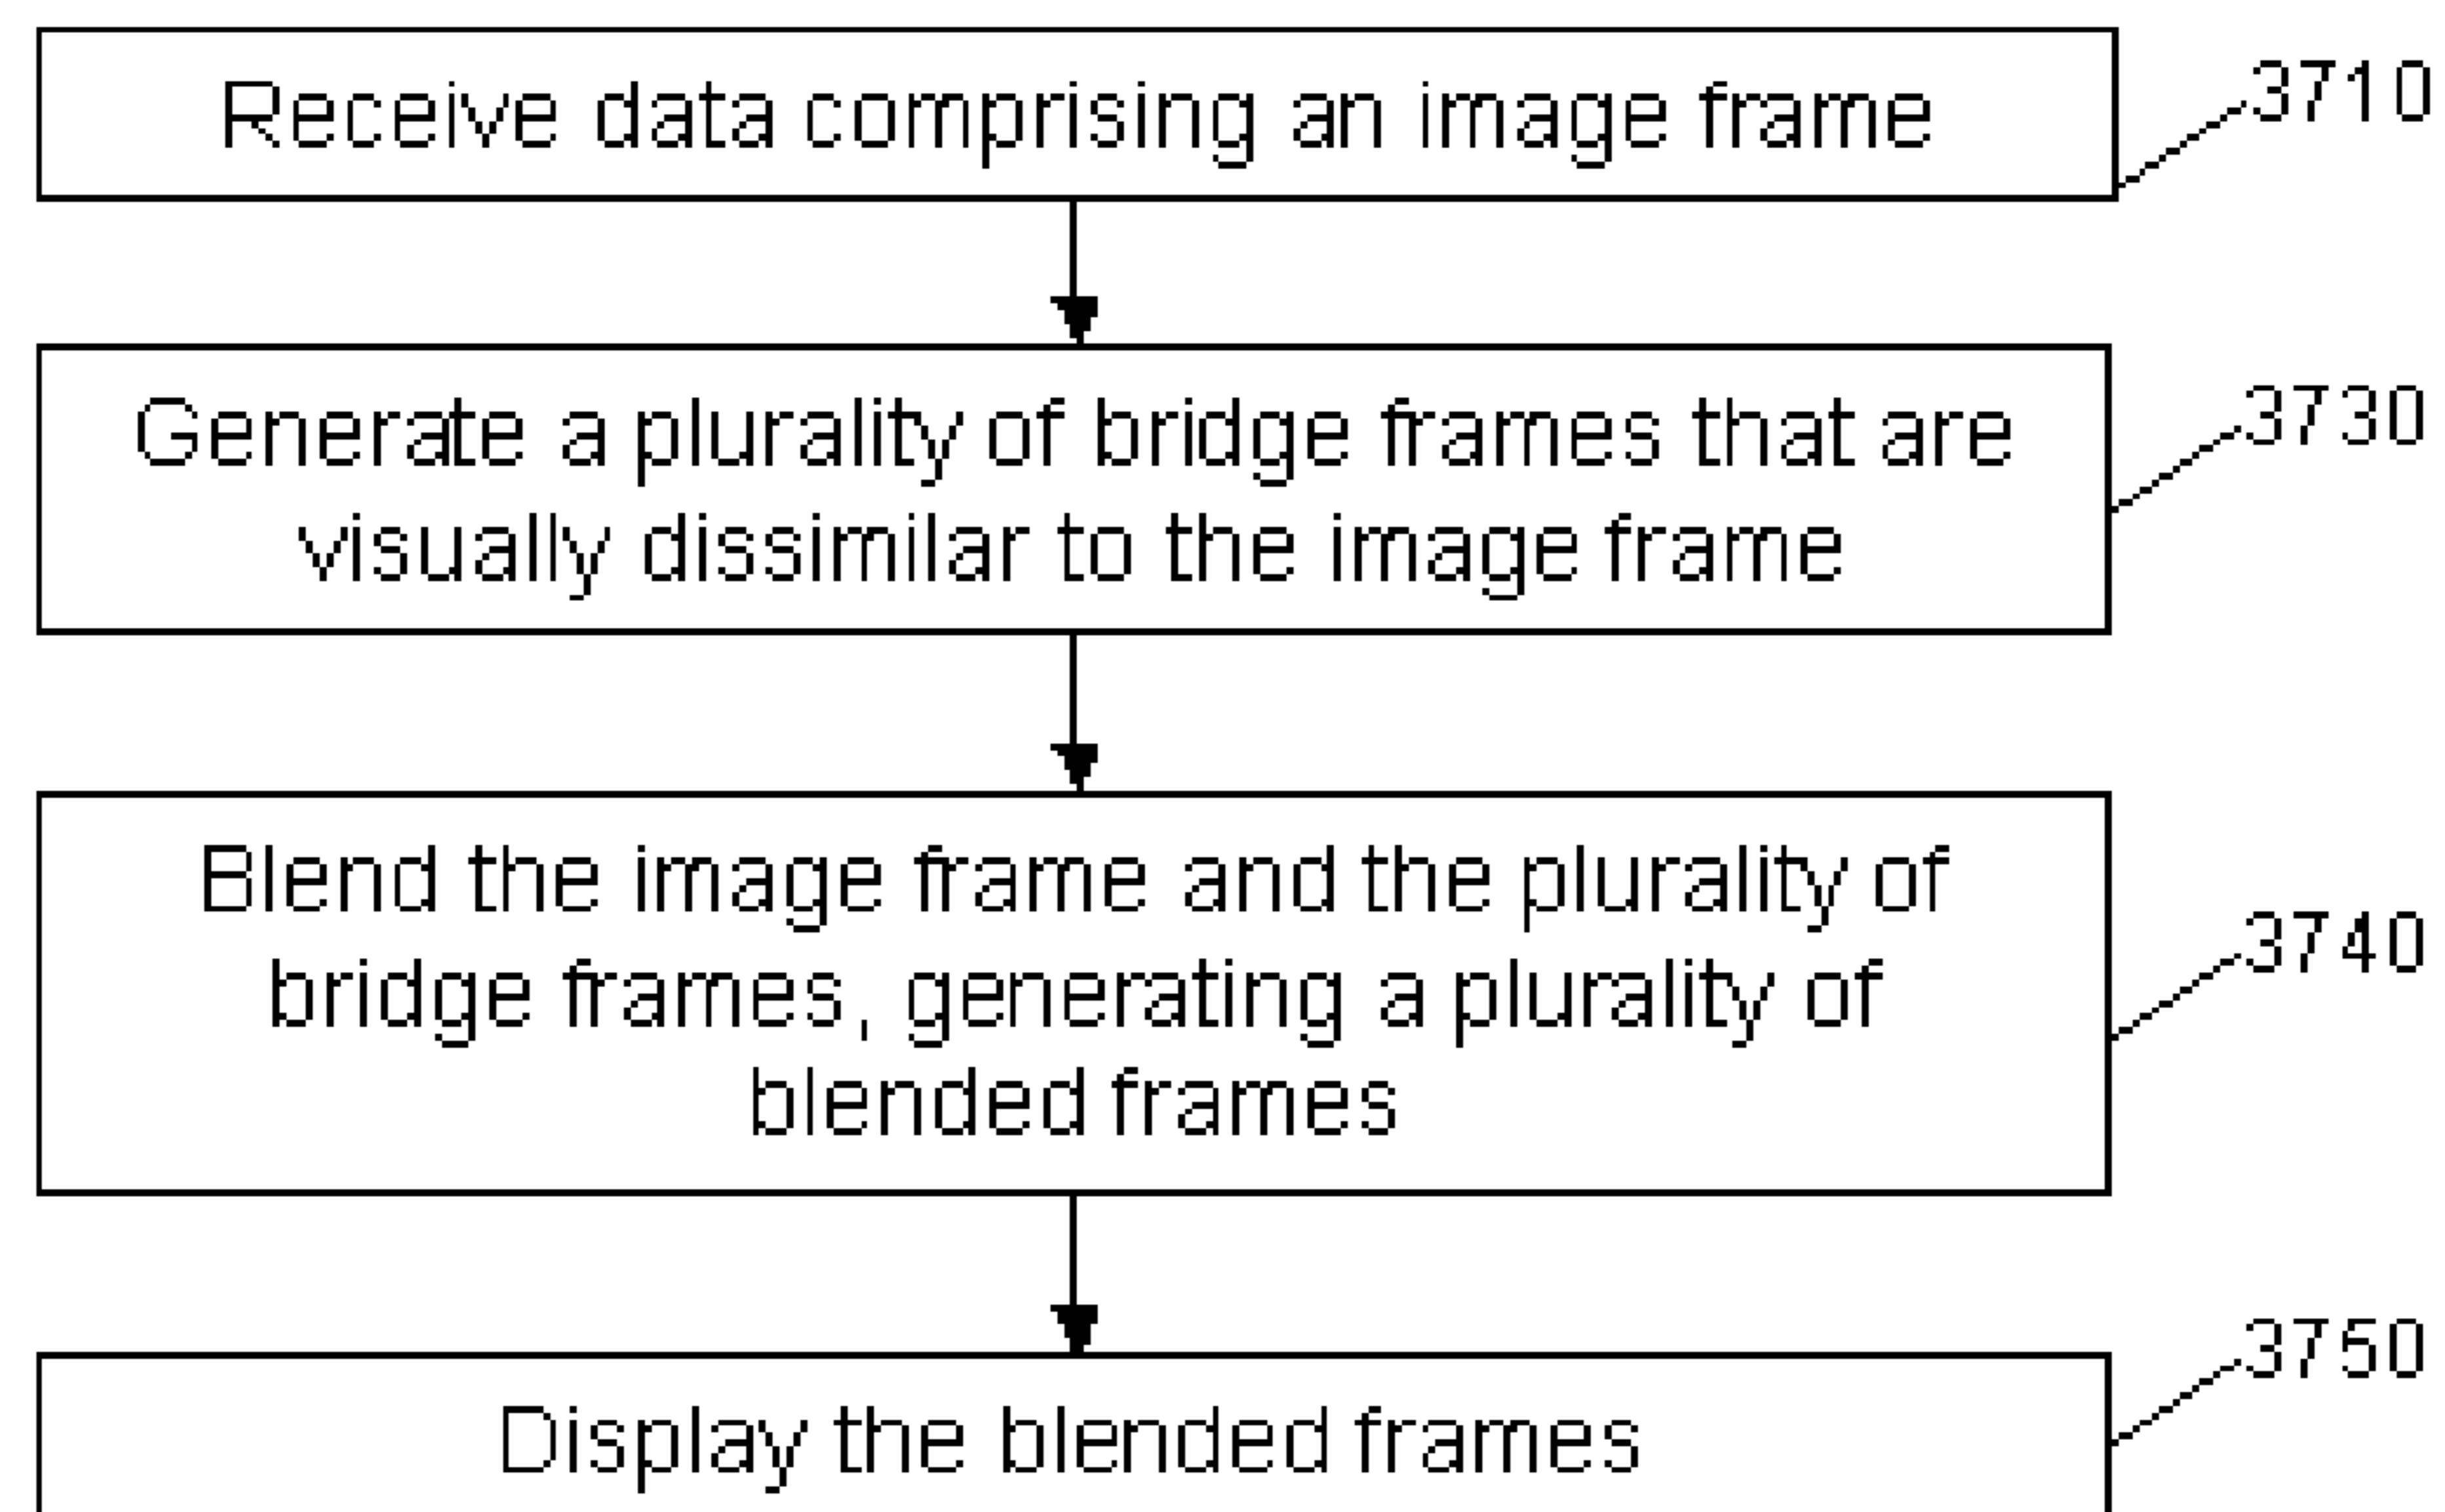 Receive data comprising an image frame
3710
Generate a plurality of bridge frames that are
visually dissimilar to the image frame
3730
Blend the image frame and the plurality of
bridge frames, generating a plurality of
blended frames
3740
Display the blended frames
3750